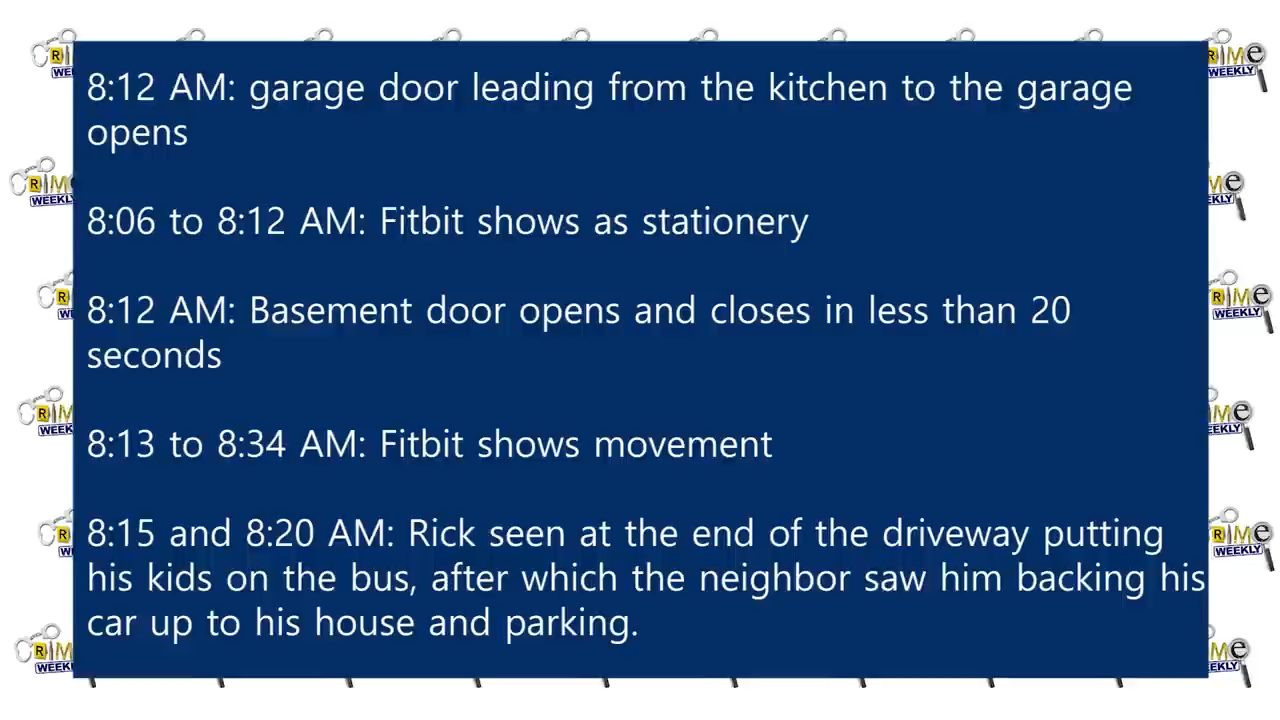 8:12 AM: garage door leading from the kitchen to the garage
opens
8:06 to 8:12 AM: Fitbit shows as stationery
8:12 AM: Basement door opens and closes in less than 20
seconds
8:13 to 8:34 AM: Fitbit shows movement
8:15 and 8:20 AM: Rick seen at the end of the driveway putting
his kids on the bus, after which the neighbor saw him backing his
car up to his house and parking.